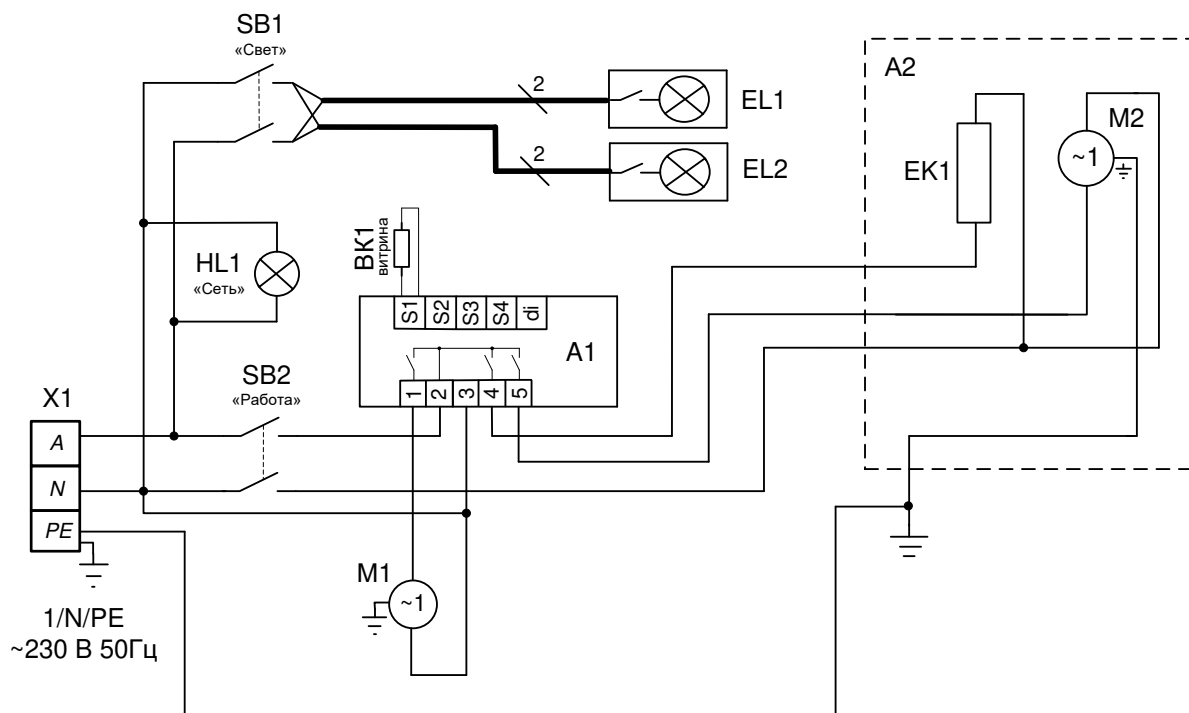 SB1
«Свет»
2
EL1
2
EL2
A2
M2
~1
EK1
HL1
«Сеть»
BK1
витрина
S1 S2 S3 S4 di
A1
1 2 3 4 5
SB2
«Работа»
X1
A
N
PE
M1
~1
1/N/PE
~230 В 50Гц